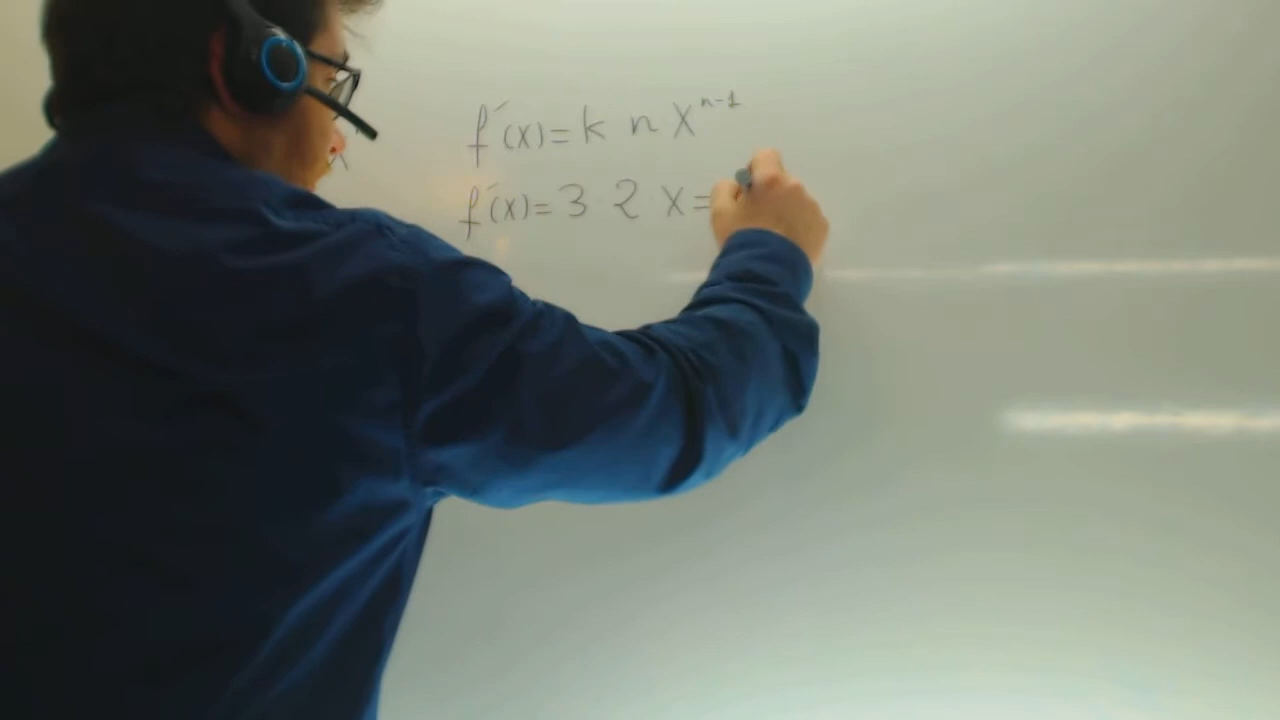 f´(x)= k n x^{n-1}
f´(x)= 3 2 x=